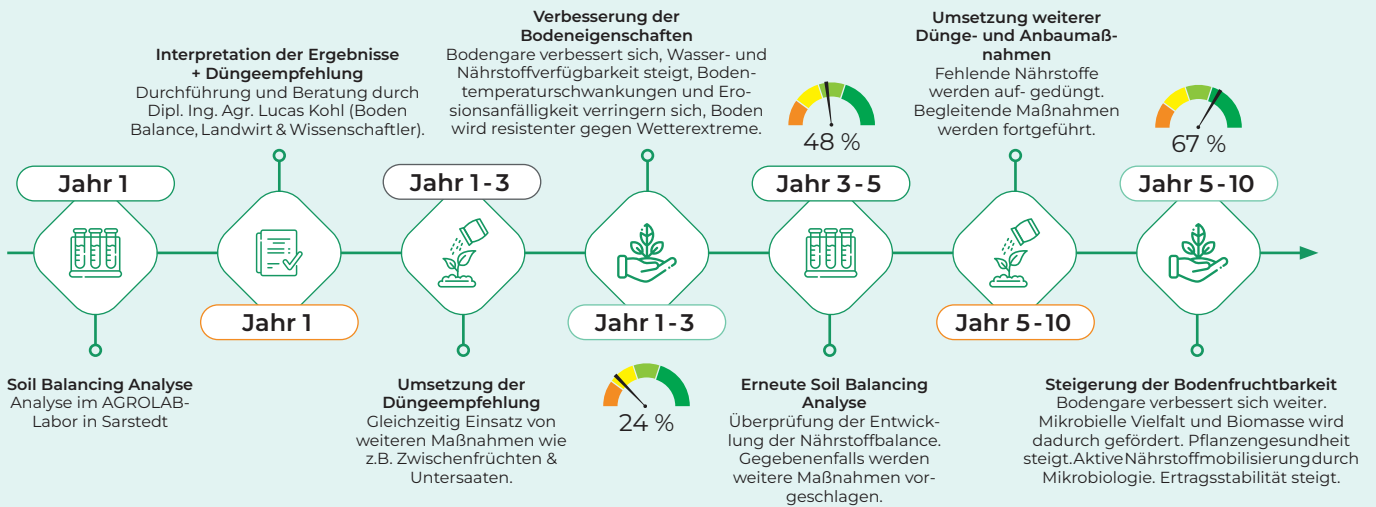 Soil Balancing Analyse
Analyse im AGROLAB-
Labor in Sarstedt
Jahr 1
Interpretation der Ergebnisse
+ Düngeempfehlung
Durchführung und Beratung durch
Dipl. Ing. Agr. Lucas Kohl (Boden
Balance, Landwirt & Wissenschaftler).
Jahr 1
Jahr 1 - 3
Umsetzung der
Düngeempfehlung
Gleichzeitig Einsatz von
weiteren Maßnahmen wie
z.B. Zwischenfrüchten &
Untersaaten.
Verbesserung der
Bodeneigenschaften
Bodengare verbessert sich, Wasser- und
Nährstoffverfügbarkeit steigt, Boden-
temperaturschwankungen und Ero-
sionsanfälligkeit verringern sich, Boden
wird resistenter gegen Wetterextreme.
Jahr 1 - 3
24 %
48 %
Jahr 3 - 5
Erneute Soil Balancing
Analyse
Überprüfung der Entwick-
lung der Nährstoffbalance.
Gegebenenfalls werden
weitere Maßnahmen vor-
geschlagen.
Umsetzung weiterer
Dünge- und Anbaumaß-
nahmen
Fehlende Nährstoffe
werden auf- gedüngt.
Begleitende Maßnahmen
werden fortgeführt.
Jahr 5 - 10
67 %
Jahr 5 - 10
Steigerung der Bodenfruchtbarkeit
Bodengare verbessert sich weiter.
Mikrobielle Vielfalt und Biomasse wird
dadurch gefördert. Pflanzengesundheit
steigt.Aktive Nährstoffmobilisierung durch
Mikrobiologie. Ertragsstabilität steigt.